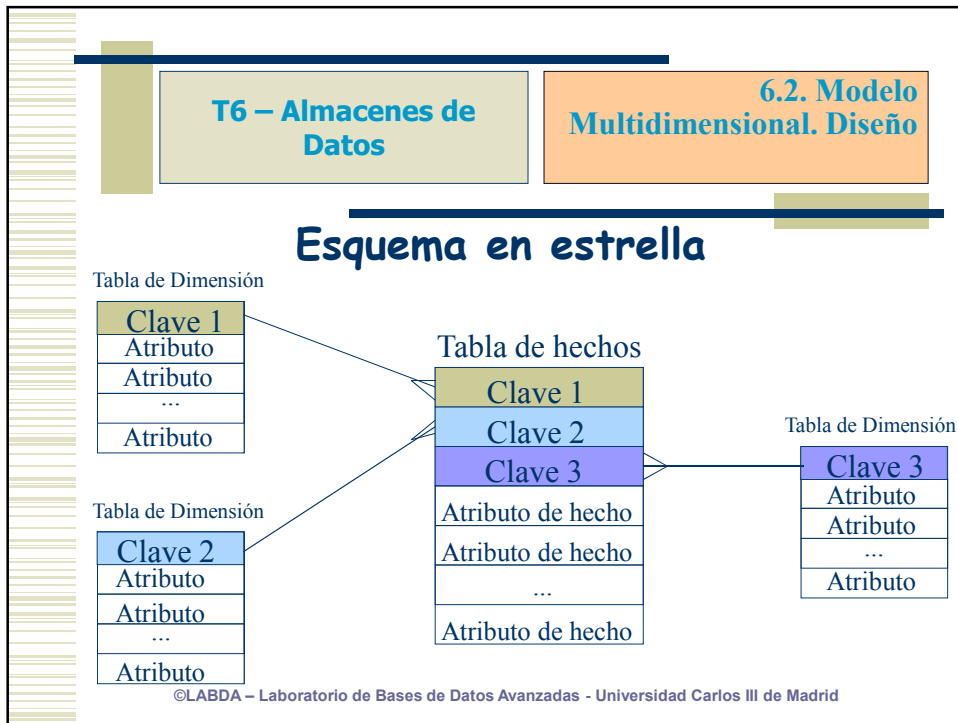 T6 – Almacenes de
Datos
6.2. Modelo
Multidimensional. Diseño
Esquema en estrella
Tabla de Dimensión
Clave 1
Atributo
Atributo
...
Atributo
Tabla de Dimensión
Clave 2
Atributo
Atributo
...
Atributo
Tabla de hechos
Clave 1
Clave 2
Clave 3
Atributo de hecho
Atributo de hecho
...
Atributo de hecho
Tabla de Dimensión
Clave 3
Atributo
Atributo
...
Atributo
©LABDA – Laboratorio de Bases de Datos Avanzadas - Universidad Carlos III de Madrid